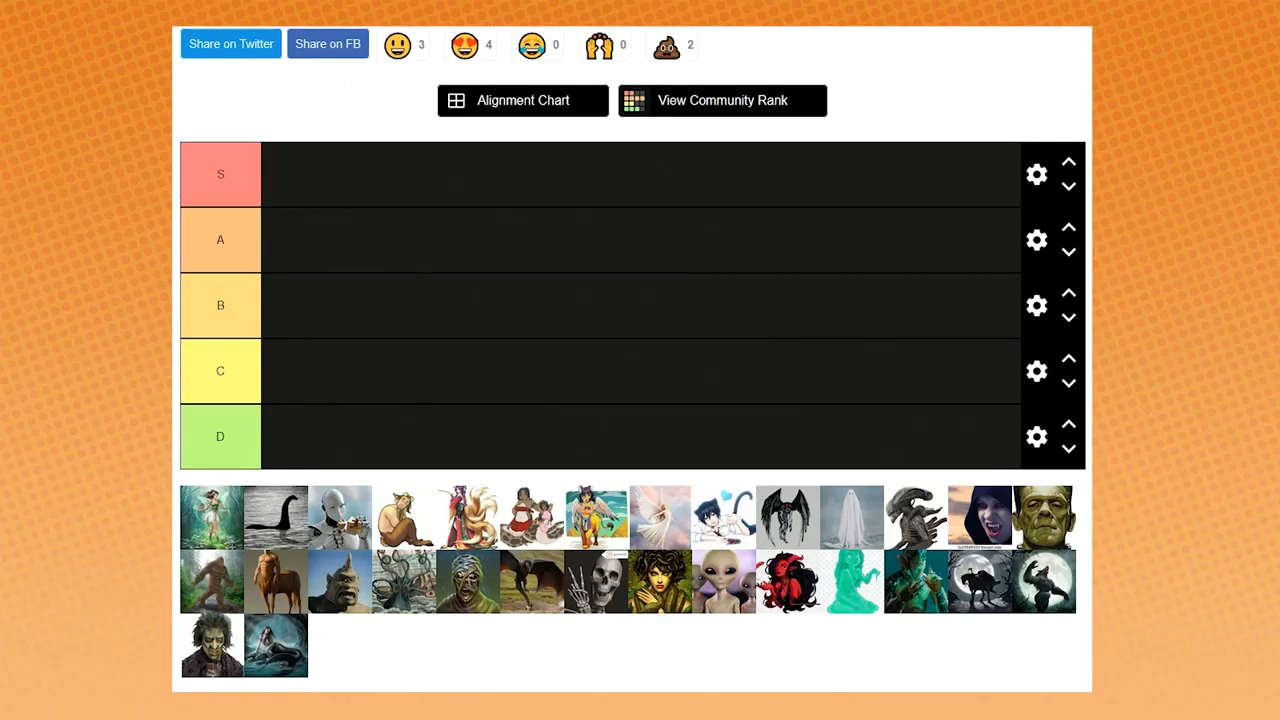 Share on Twitter Share on FB 3 4 0 0 2
Alignment Chart View Community Rank
S
A
B
C
D